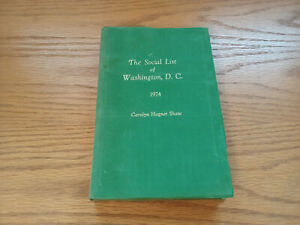 The Social List
of
Washington, D. C.
1974
Carolyn Hagner Shaw